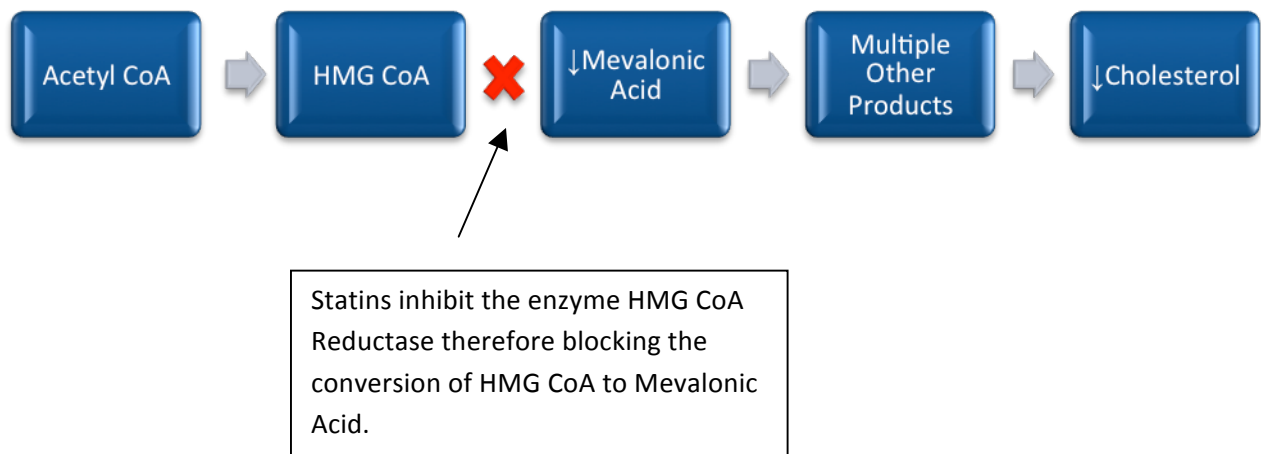 Acetyl CoA
HMG CoA
↓Mevalonic
Acid
Multiple
Other
Products
↓Cholesterol
Statins inhibit the enzyme HMG CoA
Reductase therefore blocking the
conversion of HMG CoA to Mevalonic
Acid.